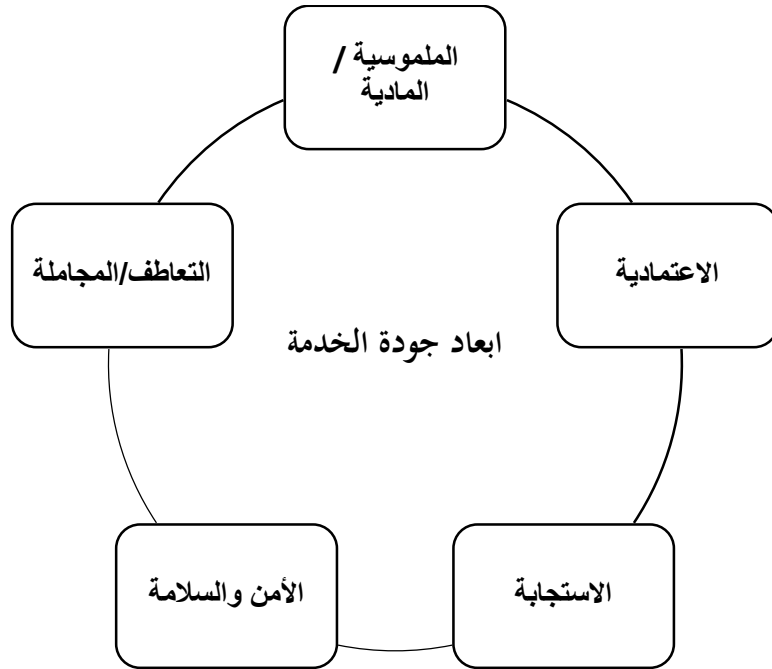 الملموسية /
المادية
الاعتمادية
التعاطف/المجاملة
ابعاد جودة الخدمة
الاستجابة
الأمن والسلامة